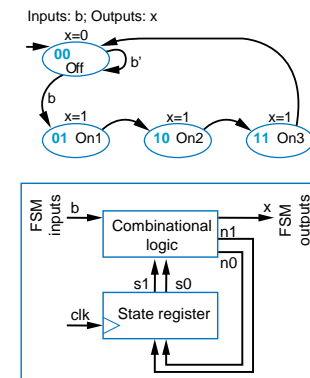 Inputs: b; Outputs: x
x=0
00
Off
b'
b
x=1
x=1
x=1
01 On1
10 On2
11 On3
FSM inputs
b
Combinational logic
x
FSM outputs
n1
n0
s1
s0
clk
State register